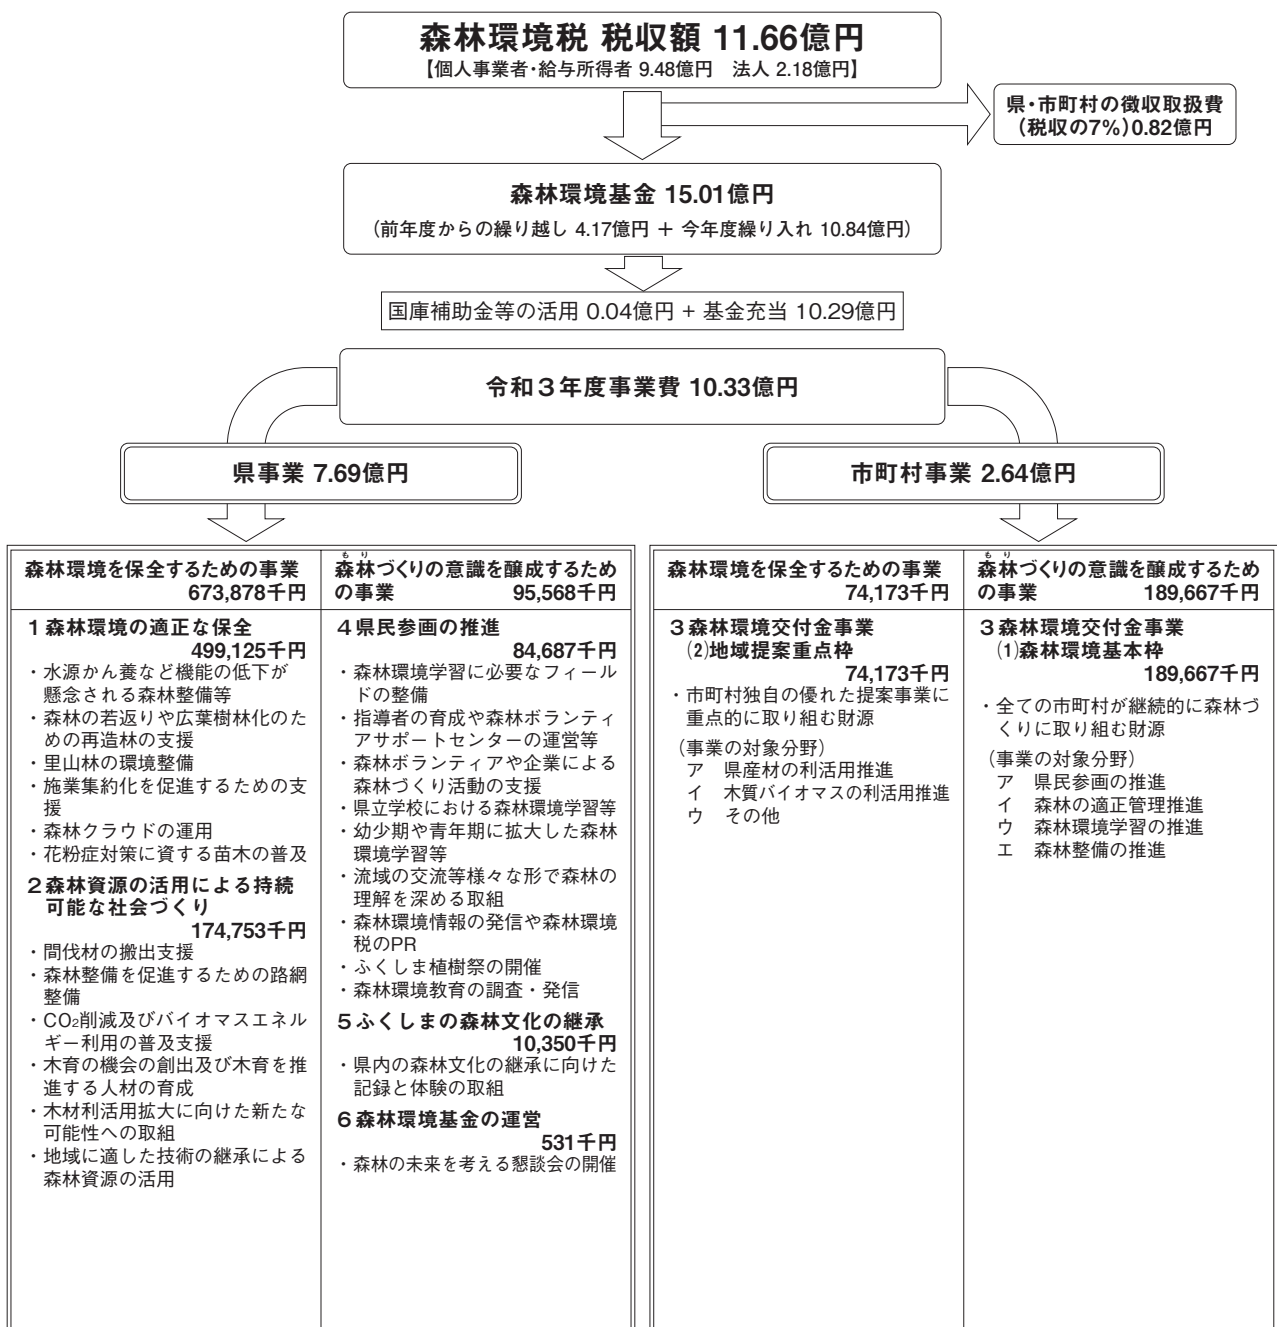 森林環境税 税収額 11.66億円
【個人事業者・給与所得者 9.48億円　法人 2.18億円】
県・市町村の徴収取扱費
(税収の7%)0.82億円
森林環境基金 15.01億円
(前年度からの繰り越し 4.17億円 ＋ 今年度繰り入れ 10.84億円)
国庫補助金等の活用 0.04億円 + 基金充当 10.29億円
令和３年度事業費 10.33億円
県事業 7.69億円
市町村事業 2.64億円
森林環境を保全するための事業
673,878千円
１森林環境の適正な保全
499,125千円
・水源かん養など機能の低下が
懸念される森林整備等
・森林の若返りや広葉樹林化のた
めの再造林の支援
・里山林の環境整備
・施業集約化を促進するための支
援
・森林クラウドの運用
・花粉症対策に資する苗木の普及
２森林資源の活用による持続
可能な社会づくり
174,753千円
・間伐材の搬出支援
・森林整備を促進するための路網
整備
・CO₂削減及びバイオマスエネル
ギー利用の普及支援
・木育の機会の創出及び木育を推
進する人材の育成
・木材利活用拡大に向けた新たな
可能性への取組
・地域に適した技術の継承による
森林資源の活用
もり
森林づくりの意識を醸成するため
の事業 95,568千円
４県民参画の推進
84,687千円
・森林環境学習に必要なフィール
ドの整備
・指導者の育成や森林ボランティ
アサポートセンターの運営等
・森林ボランティアや企業による
森林づくり活動の支援
・県立学校における森林環境学習等
・幼少期や青年期に拡大した森林
環境学習等
・流域の交流等様々な形で森林の
理解を深める取組
・森林環境情報の発信や森林環境
税のPR
・ふくしま植樹祭の開催
・森林環境教育の調査・発信
５ふくしまの森林文化の継承
10,350千円
・県内の森林文化の継承に向けた
記録と体験の取組
６森林環境基金の運営
531千円
・森林の未来を考える懇談会の開催
森林環境を保全するための事業
74,173千円
３森林環境交付金事業
(2)地域提案重点枠
74,173千円
・市町村独自の優れた提案事業に
重点的に取り組む財源
（事業の対象分野）
ア　県産材の利活用推進
イ　木質バイオマスの利活用推進
ウ　その他
もり
森林づくりの意識を醸成するため
の事業 189,667千円
３森林環境交付金事業
(1)森林環境基本枠
189,667千円
・全ての市町村が継続的に森林づ
くりに取り組む財源
（事業の対象分野）
ア　県民参画の推進
イ　森林の適正管理推進
ウ　森林環境学習の推進
エ　森林整備の推進